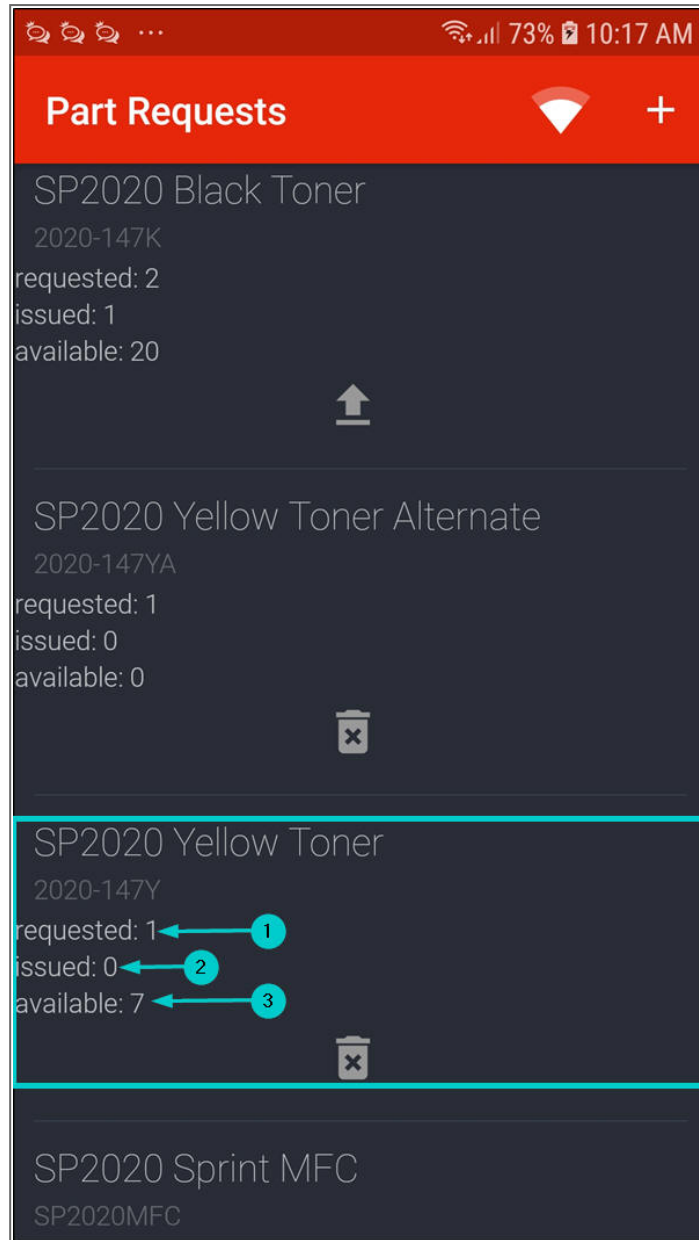 73% 10:17 AM
Part Requests +
SP2020 Black Toner
2020-147K
requested: 2
issued: 1
available: 20
SP2020 Yellow Toner Alternate
2020-147YA
requested: 1
issued: 0
available: 0
SP2020 Yellow Toner
2020-147Y
requested: 1 1
issued: 0 2
available: 7 3
SP2020 Sprint MFC
SP2020MFC